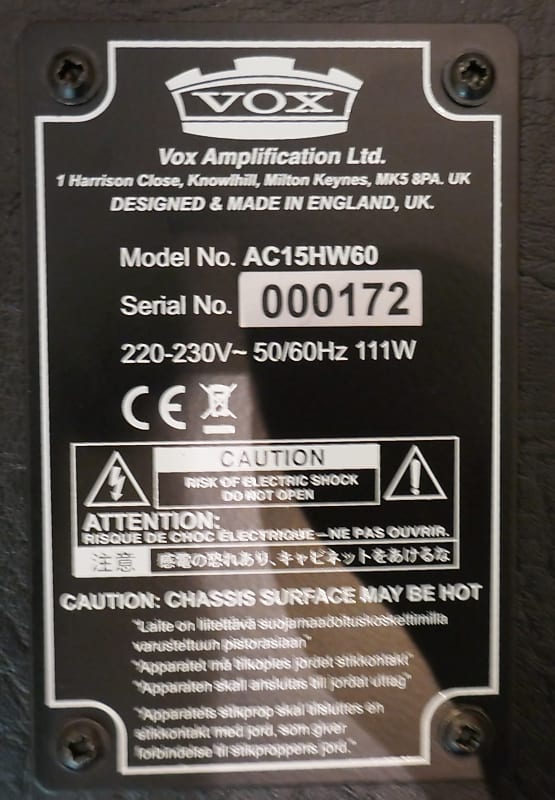 VOX
Vox Amplification Ltd.
1 Harrison Close, Knowlhill, Milton Keynes, MK5 8PA. UK
DESIGNED & MADE IN ENGLAND, UK.
Model No. AC15HW60
Serial No. 000172
220-230V~ 50/60Hz 111W
CE
CAUTION
RISK OF ELECTRIC SHOCK
DO NOT OPEN
ATTENTION:
RISQUE DE CHOC ÉLECTRIQUE—NE PAS OUVRIR.
注意 感電の恐れあり、キャビネットをあけるな
CAUTION: CHASSIS SURFACE MAY BE HOT
"Laite on liitettävä suojamaadoituskoskettimilla
varustettuun pistorasiaan"
"Apparatet må tilkoples jordet stikkontakt"
"Apparaten skall anslutas till jordat uttag"
"Apparatets stikprop skal tilsluttes en
stikkontakt med jord, som giver
forbindelse til stikproppens jord."